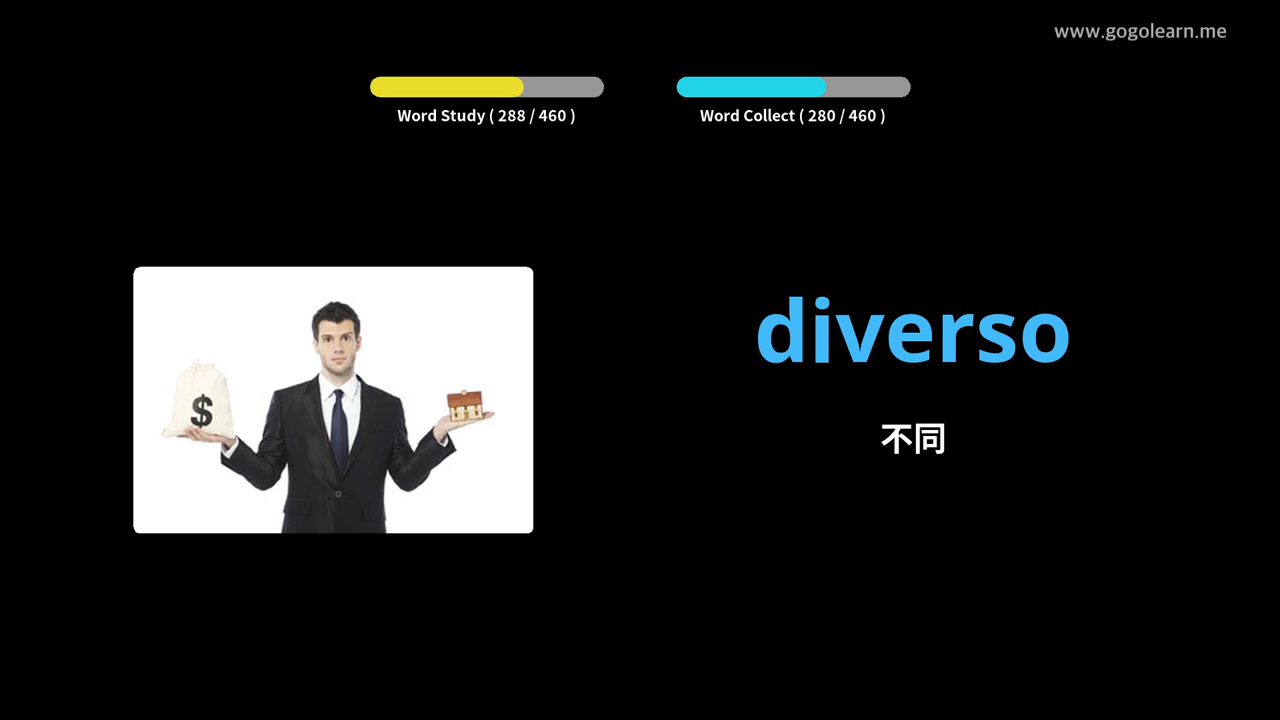 www.gogolearn.me
Word Study ( 288 / 460 )
Word Collect ( 280 / 460 )
$
diverso
不同